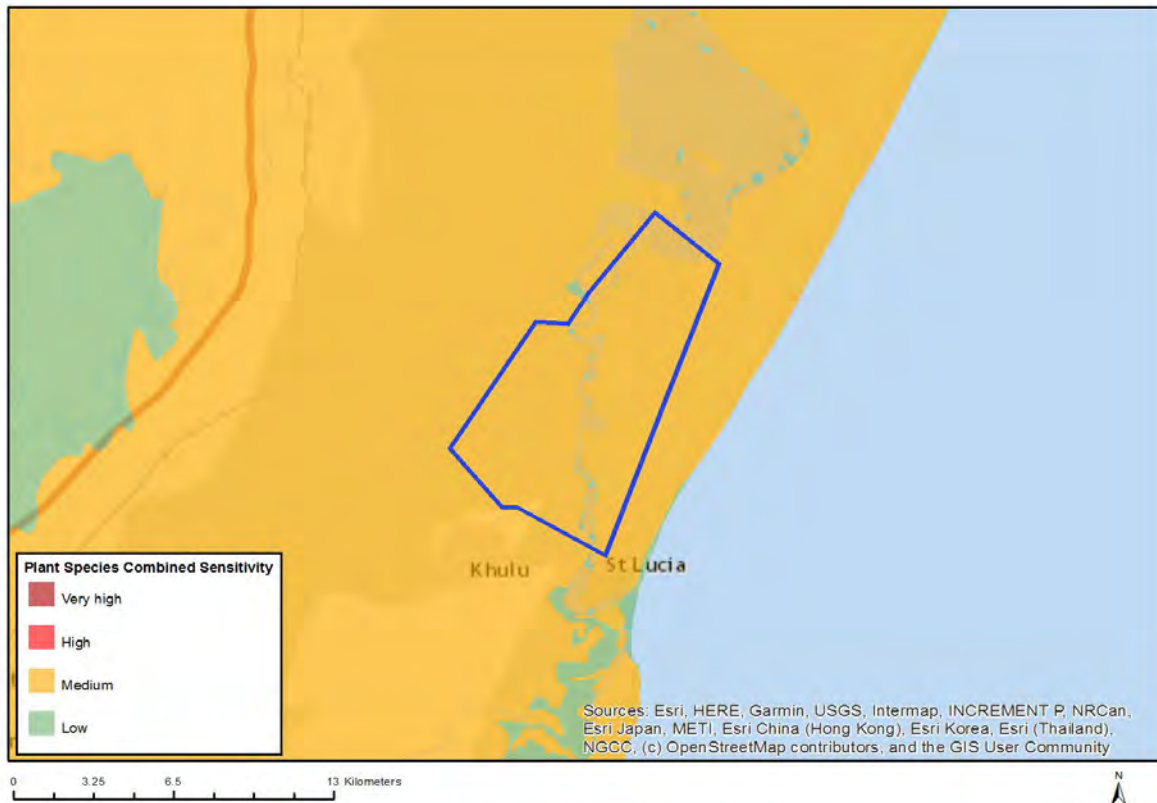 Khulu
St Lucia
Plant Species Combined Sensitivity
Very high
High
Medium
Low
Sources: Esri, HERE, Garmin, USGS, Intermap, INCREMENT P, NRCan,
Esri Japan, METI, Esri China (Hong Kong), Esri Korea, Esri (Thailand),
NGCC, (c) OpenStreetMap contributors, and the GIS User Community
0 3.25 6.5 13 Kilometers
N